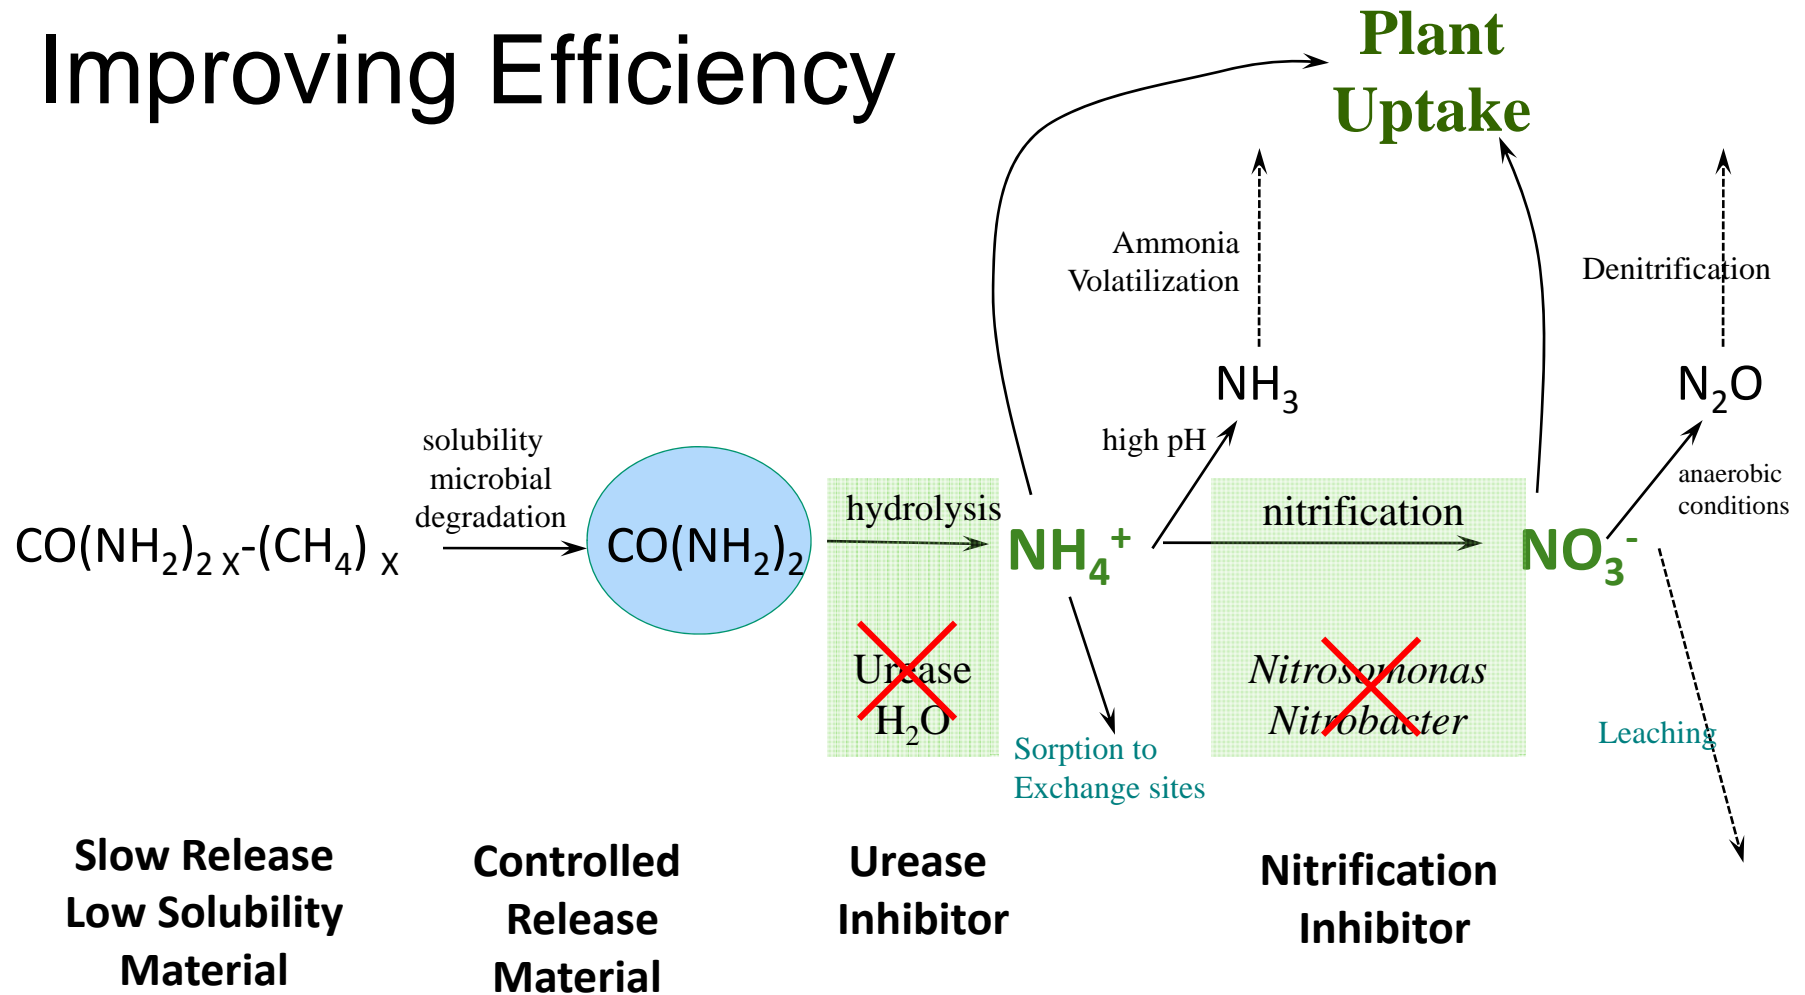 Improving Efficiency
Plant
Uptake
Ammonia
Volatilization
Denitrification
NH₃
N₂O
high pH
anaerobic
conditions
solubility
microbial
degradation
CO(NH₂)₂ ₓ-(CH₄) ₓ
CO(NH₂)₂
hydrolysis
NH₄⁺
nitrification
NO₃⁻
Urease
H₂O
Nitrosomonas
Nitrobacter
Sorption to
Exchange sites
Leaching
Slow Release
Low Solubility
Material
Controlled
Release
Material
Urease
Inhibitor
Nitrification
Inhibitor